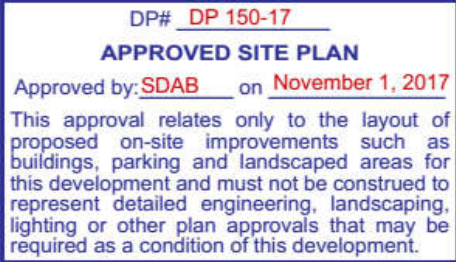 DP# DP 150-17
APPROVED SITE PLAN
Approved by: SDAB on November 1, 2017
This approval relates only to the layout of
proposed on-site improvements such as
buildings, parking and landscaped areas for
this development and must not be construed to
represent detailed engineering, landscaping,
lighting or other plan approvals that may be
required as a condition of this development.